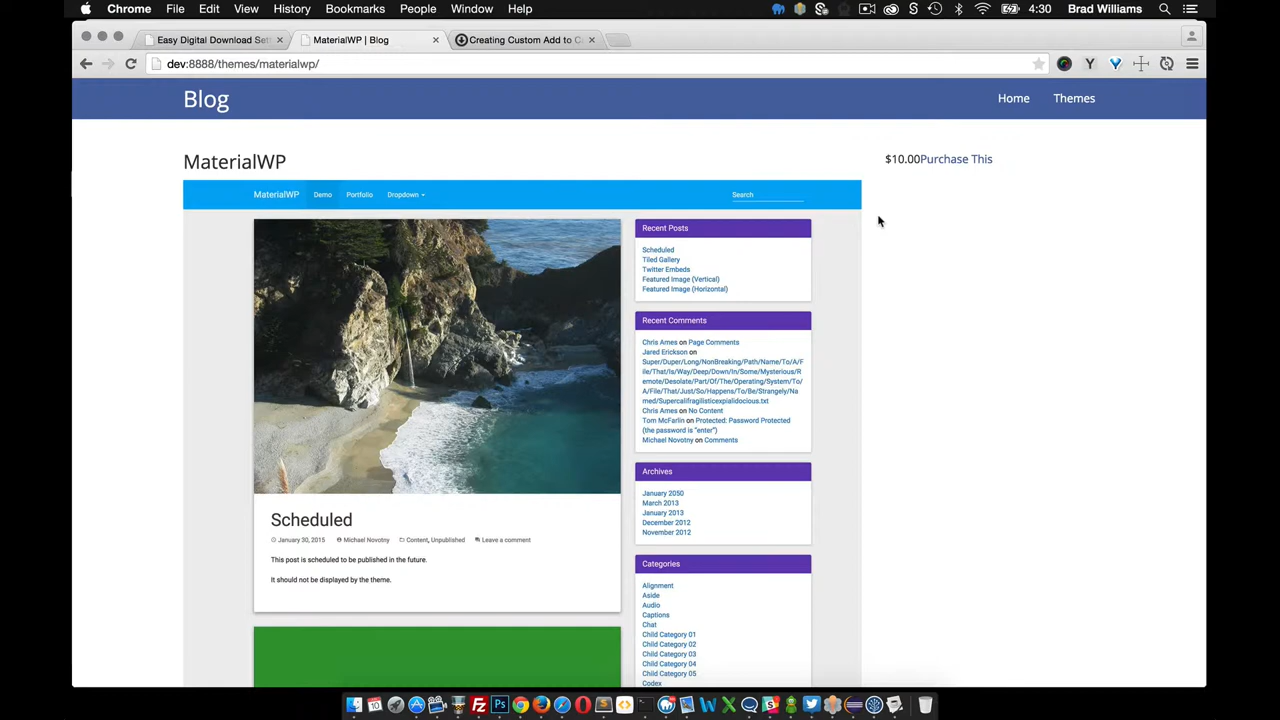 Chrome File Edit View History Bookmarks People Window Help 4:30 Brad Williams
Easy Digital Download Set
MaterialWP | Blog
Creating Custom Add to C
dev:8888/themes/materialwp/
Blog
Home
Themes
MaterialWP
$10.00Purchase This
MaterialWP Demo Portfolio Dropdown Search
Recent Posts
Scheduled
Tiled Gallery
Twitter Embeds
Featured Image (Vertical)
Featured Image (Horizontal)
Recent Comments
Chris Ames on Page Comments
Jared Erickson on
Super/Duper/Long/NonBreaking/Path/Name/To/A/F
ile/That/Is/Way/Deep/Down/In/Some/Mysterious/R
emote/Desolate/Part/Of/The/Operating/System/To/
A/File/That/Just/So/Happens/To/Be/Strangely/Na
med/Supercalifragilisticexpialidocious.txt
Chris Ames on No Content
Tom McFarlin on Protected: Password Protected
(the password is "enter")
Michael Novotny on Comments
Archives
January 2050
March 2013
January 2013
December 2012
November 2012
Scheduled
January 30, 2015 Michael Novotny Content, Unpublished Leave a comment
This post is scheduled to be published in the future.
It should not be displayed by the theme.
Categories
Alignment
Aside
Audio
Captions
Chat
Child Category 01
Child Category 02
Child Category 03
Child Category 04
Child Category 05
Codex